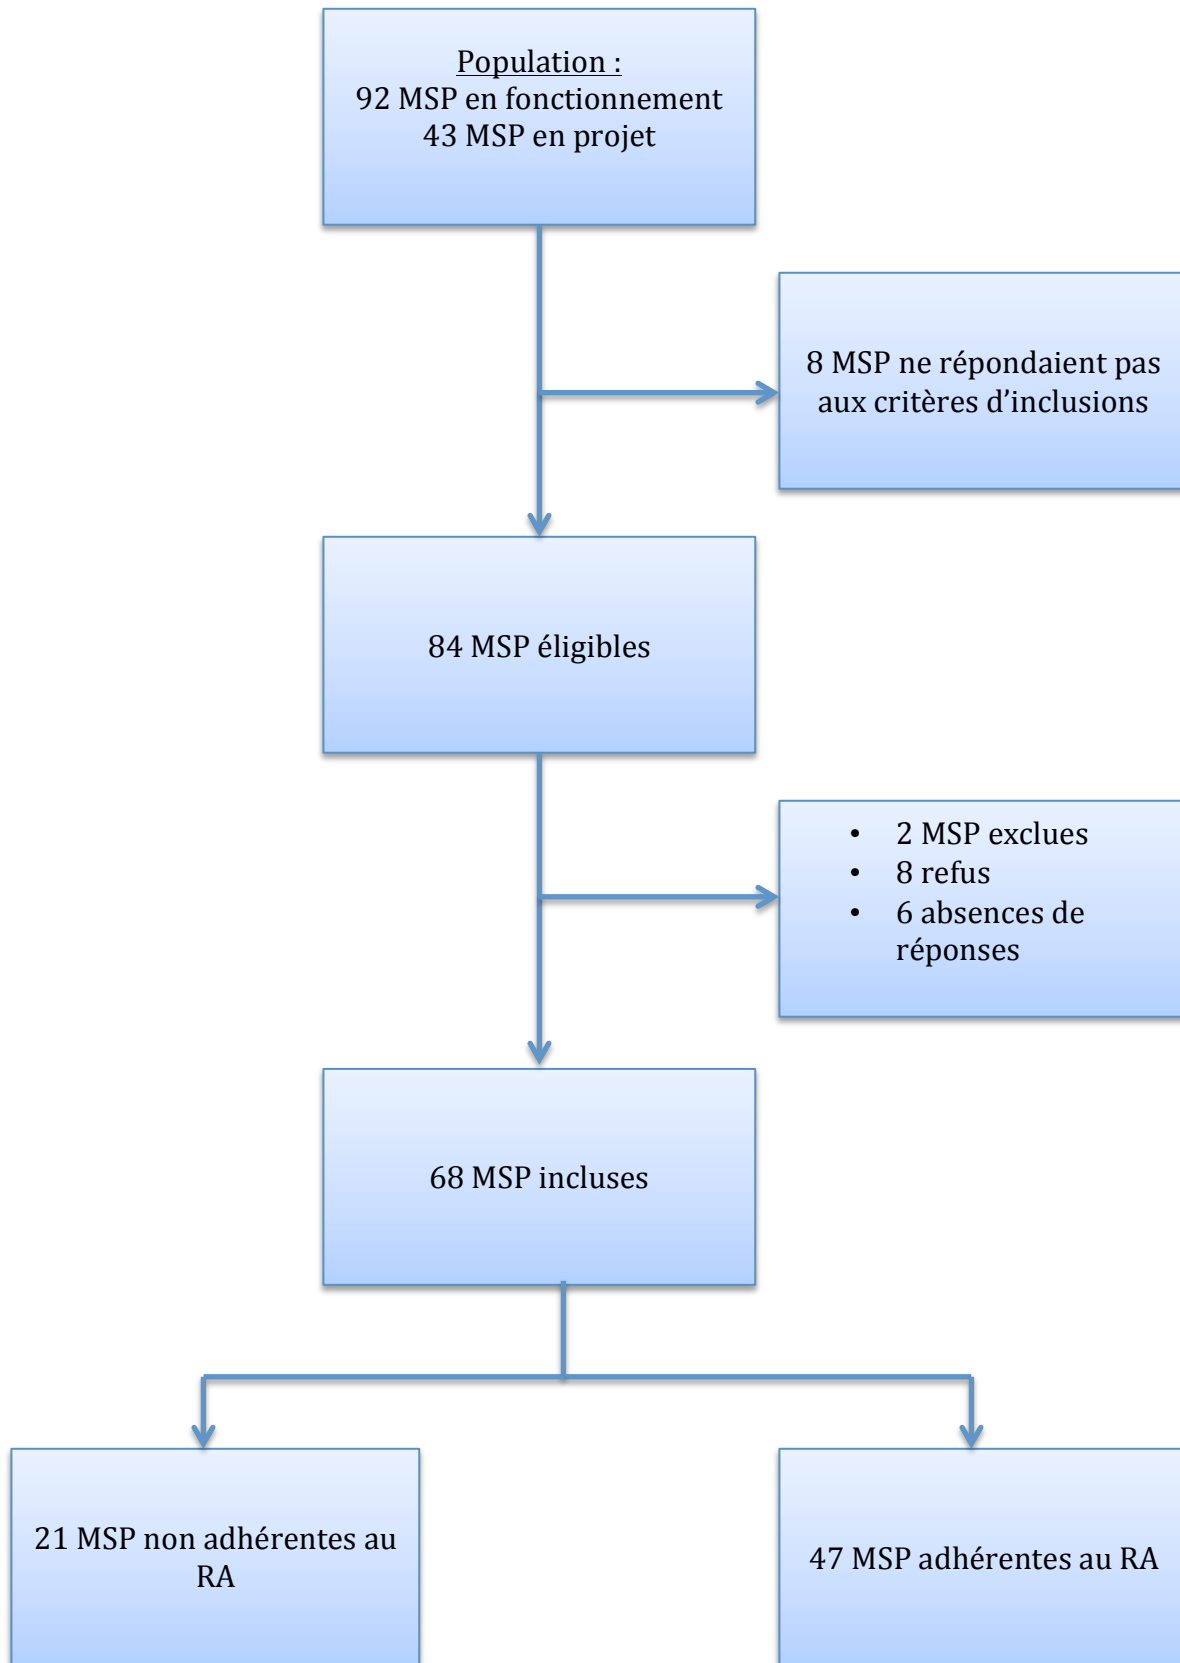 Population :
92 MSP en fonctionnement
43 MSP en projet
8 MSP ne répondaient pas
aux critères d’inclusions
84 MSP éligibles
• 2 MSP exclues
• 8 refus
• 6 absences de
réponses
68 MSP incluses
21 MSP non adhérentes au
RA
47 MSP adhérentes au RA